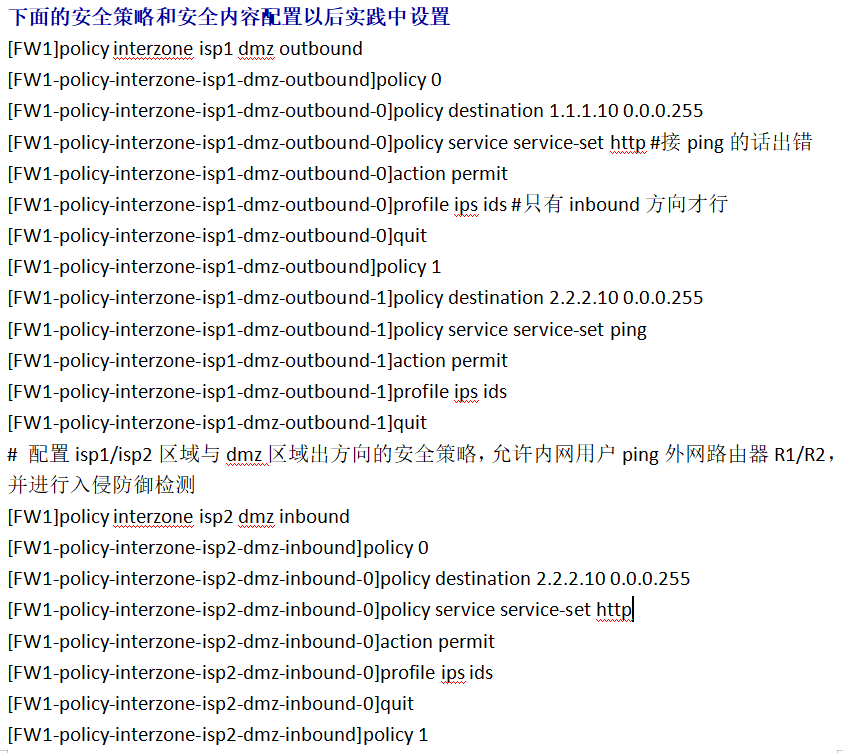 下面的安全策略和安全内容配置以后实践中设置
[FW1]policy interzone isp1 dmz outbound
[FW1-policy-interzone-isp1-dmz-outbound]policy 0
[FW1-policy-interzone-isp1-dmz-outbound-0]policy destination 1.1.1.10 0.0.0.255
[FW1-policy-interzone-isp1-dmz-outbound-0]policy service service-set http #接 ping 的话出错
[FW1-policy-interzone-isp1-dmz-outbound-0]action permit
[FW1-policy-interzone-isp1-dmz-outbound-0]profile ips ids #只有 inbound 方向才行
[FW1-policy-interzone-isp1-dmz-outbound-0]quit
[FW1-policy-interzone-isp1-dmz-outbound]policy 1
[FW1-policy-interzone-isp1-dmz-outbound-1]policy destination 2.2.2.10 0.0.0.255
[FW1-policy-interzone-isp1-dmz-outbound-1]policy service service-set ping
[FW1-policy-interzone-isp1-dmz-outbound-1]action permit
[FW1-policy-interzone-isp1-dmz-outbound-1]profile ips ids
[FW1-policy-interzone-isp1-dmz-outbound-1]quit
# 配置 isp1/isp2 区域与 dmz 区域出方向的安全策略，允许内网用户 ping 外网路由器 R1/R2，
并进行入侵防御检测
[FW1]policy interzone isp2 dmz inbound
[FW1-policy-interzone-isp2-dmz-inbound]policy 0
[FW1-policy-interzone-isp2-dmz-inbound-0]policy destination 2.2.2.10 0.0.0.255
[FW1-policy-interzone-isp2-dmz-inbound-0]policy service service-set http
[FW1-policy-interzone-isp2-dmz-inbound-0]action permit
[FW1-policy-interzone-isp2-dmz-inbound-0]profile ips ids
[FW1-policy-interzone-isp2-dmz-inbound-0]quit
[FW1-policy-interzone-isp2-dmz-inbound]policy 1